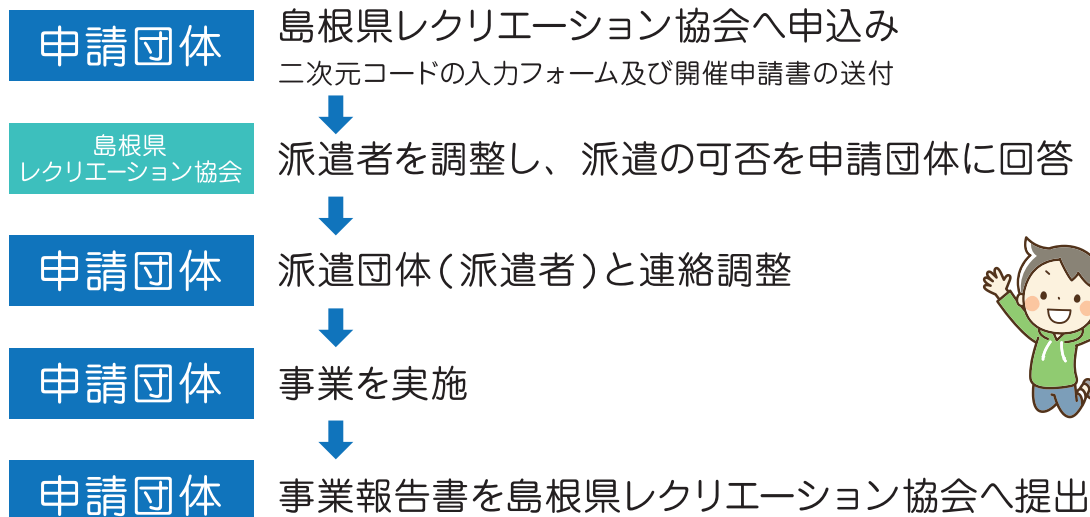 申請団体
島根県レクリエーション協会へ申込み
二次元コードの入力フォーム及び開催申請書の送付
島根県
レクリエーション協会
派遣者を調整し、派遣の可否を申請団体に回答
申請団体
派遣団体(派遣者)と連絡調整
申請団体
事業を実施
申請団体
事業報告書を島根県レクリエーション協会へ提出